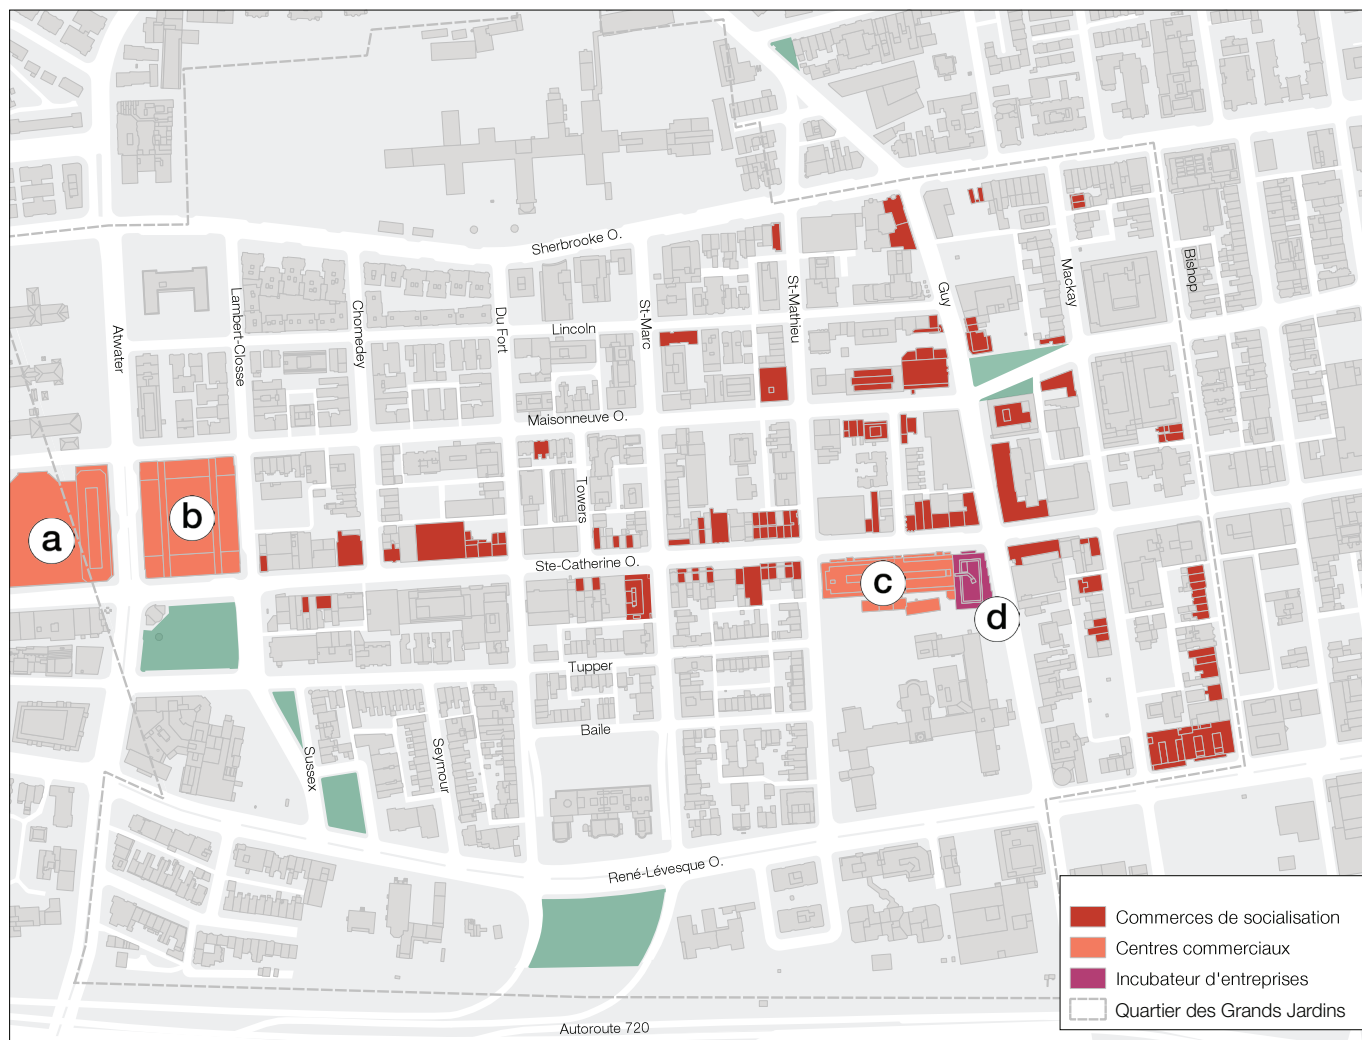 Sherbrooke O.
Bishop
Mackay
St-Mathieu
Guy
Lambert-Closse
Chomedey
St-Marc
Du Fort
Lincoln
Atwater
Maisonneuve O.
Towers
b
a
Ste-Catherine O.
c
d
Tupper
Baile
Sussex
Seymour
René-Lévesque O.
Commerces de socialisation
Centres commerciaux
Incubateur d'entreprises
Quartier des Grands Jardins
Autoroute 720